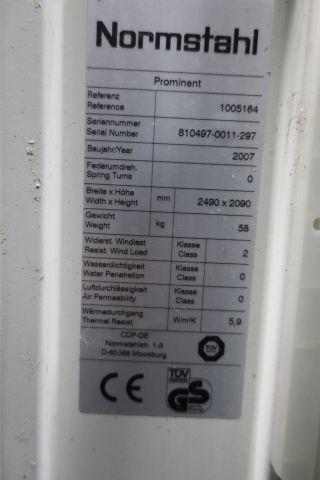 Normstahl
Prominent
Referenz
Reference 1005164
Seriennummer
Serial Number 810497-0011-297
Baujahr/Year 2007
Federumdreh.
Spring Turns 0
Breite x Höhe
Width x Height mm 2490 x 2090
Gewicht
Weight kg 58
Widerst. Windlast Klasse
Resist. Wind Load Class 2
Wasserdichtigkeit Klasse
Water Penetration Class 0
Luftdurchlässigkeit Klasse
Air Permeability Class 0
Wärmedurchgang
Thermal Resist. W/m²K 5,9
CDP-DE
Normstahlstr. 1-3
D-85368 Moosburg
TÜV
CE
TÜV
GS